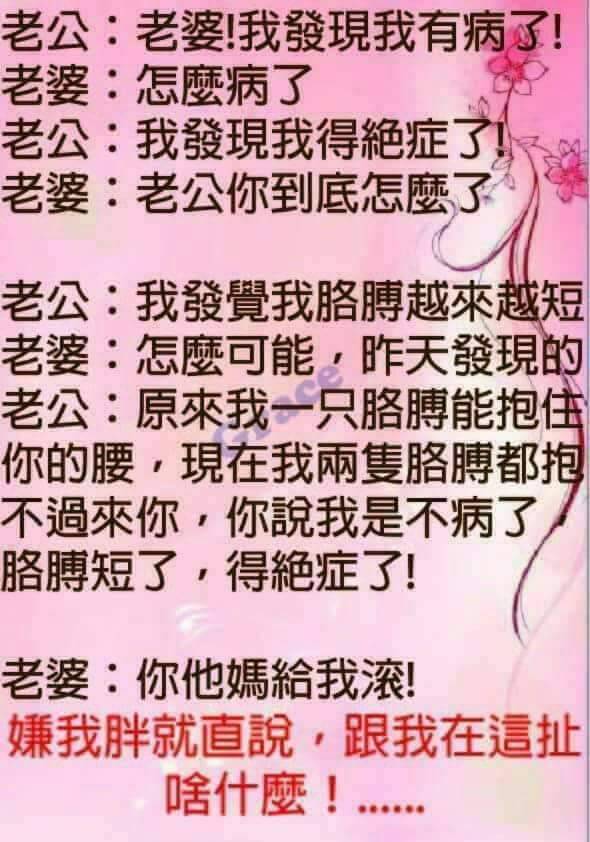 老公：老婆!我發現我有病了!
老婆：怎麼病了
老公：我發現我得絕症了!
老婆：老公你到底怎麼了
老公：我發覺我胳膊越來越短
老婆：怎麼可能，昨天發現的
老公：原來我一只胳膊能抱住
你的腰，現在我兩隻胳膊都抱
不過來你，你說我是不病了，
胳膊短了，得絕症了!
Grace
老婆：你他媽給我滾!
嫌我胖就直說，跟我在這扯
啥什麼！......